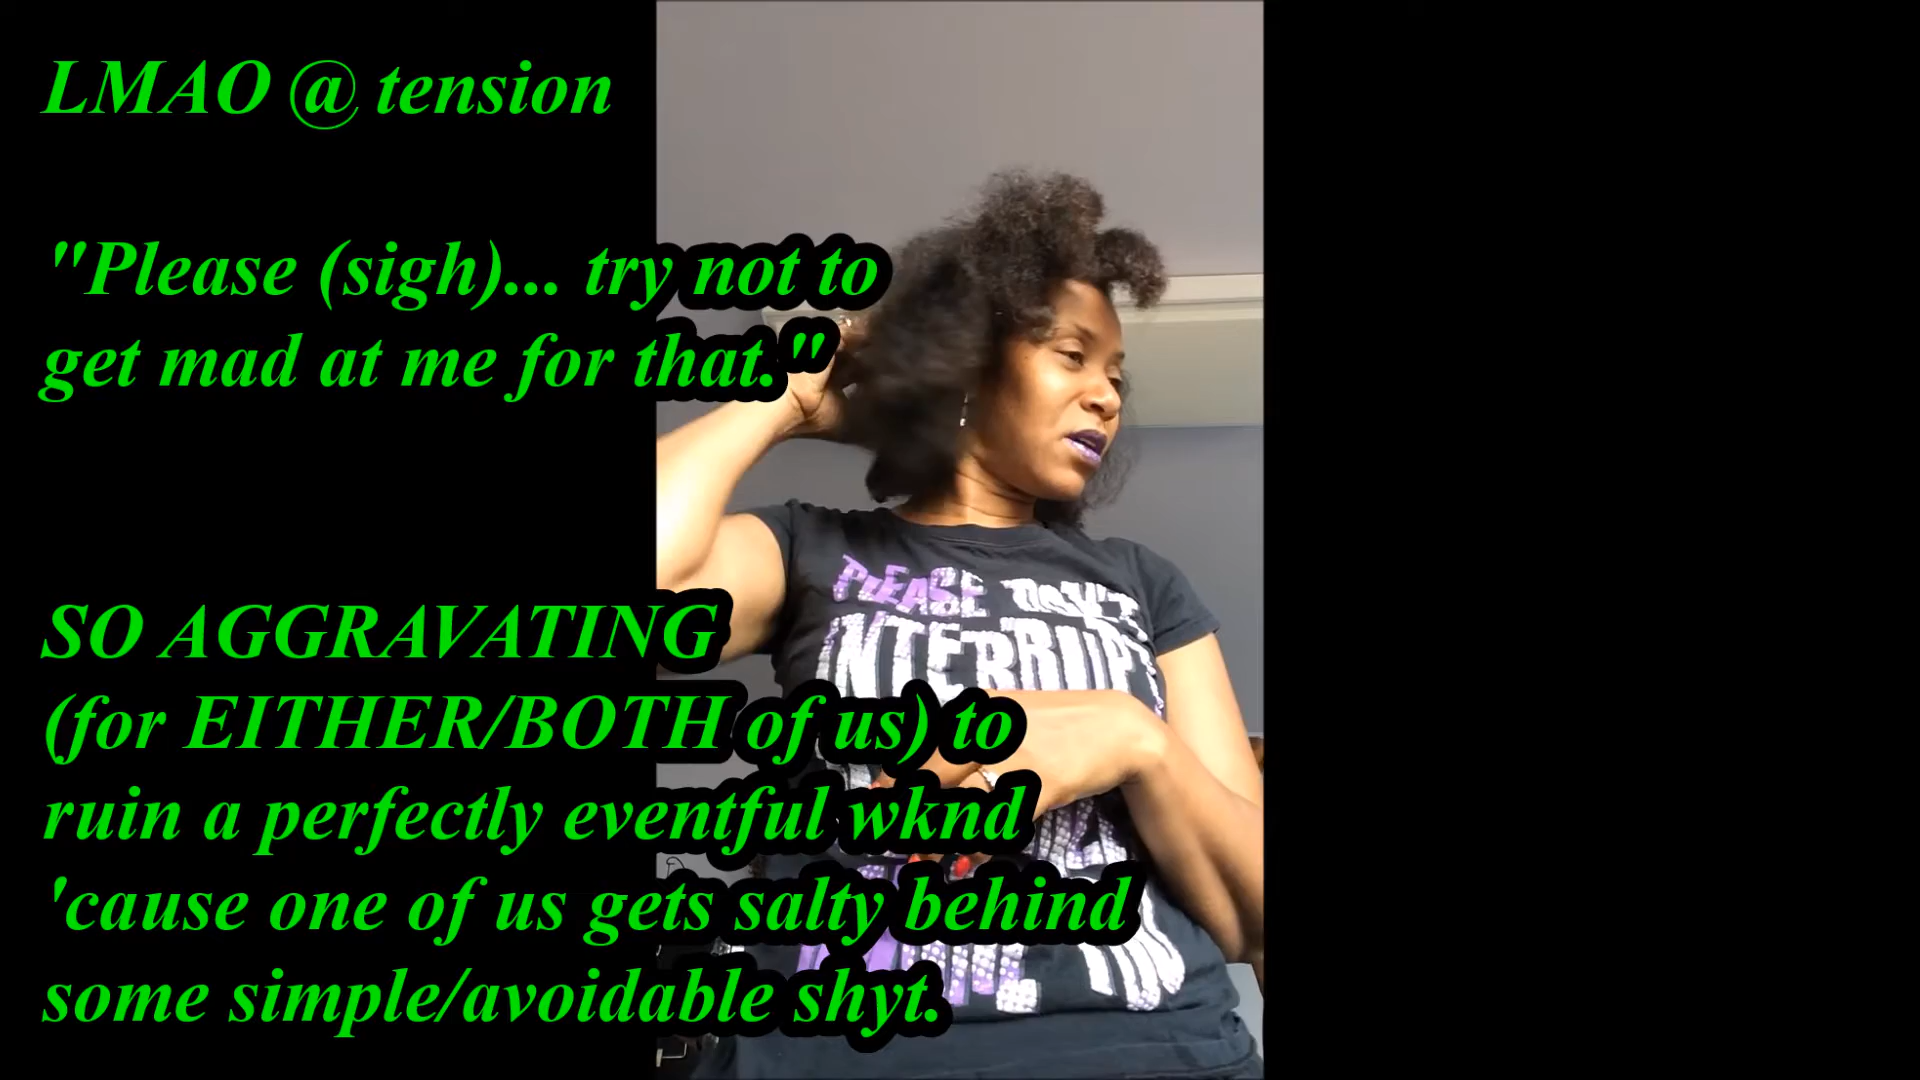 LMAO @ tension
"Please (sigh)... try not to
get mad at me for that."
SO AGGRAVATING
(for EITHER/BOTH of us) to
ruin a perfectly eventful wknd
'cause one of us gets salty behind
some simple/avoidable shyt.
PLEASE DON'T
INTERRUPT